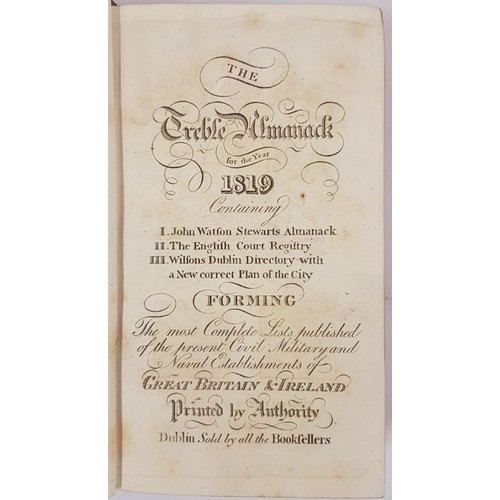 THE
Treble Almanack
for the Year
1819
Containing
I. John Watſon Stewarts Almanack
II. The Engliſh Court Regiſtry
III. Wilſons Dublin Directory with
a New correct Plan of the City
FORMING
The most Complete Lists published
of the present Civil Military and
Naval Establishments of
GREAT BRITAIN & IRELAND
Printed by Authority
Dublin Sold by all the Bookſellers